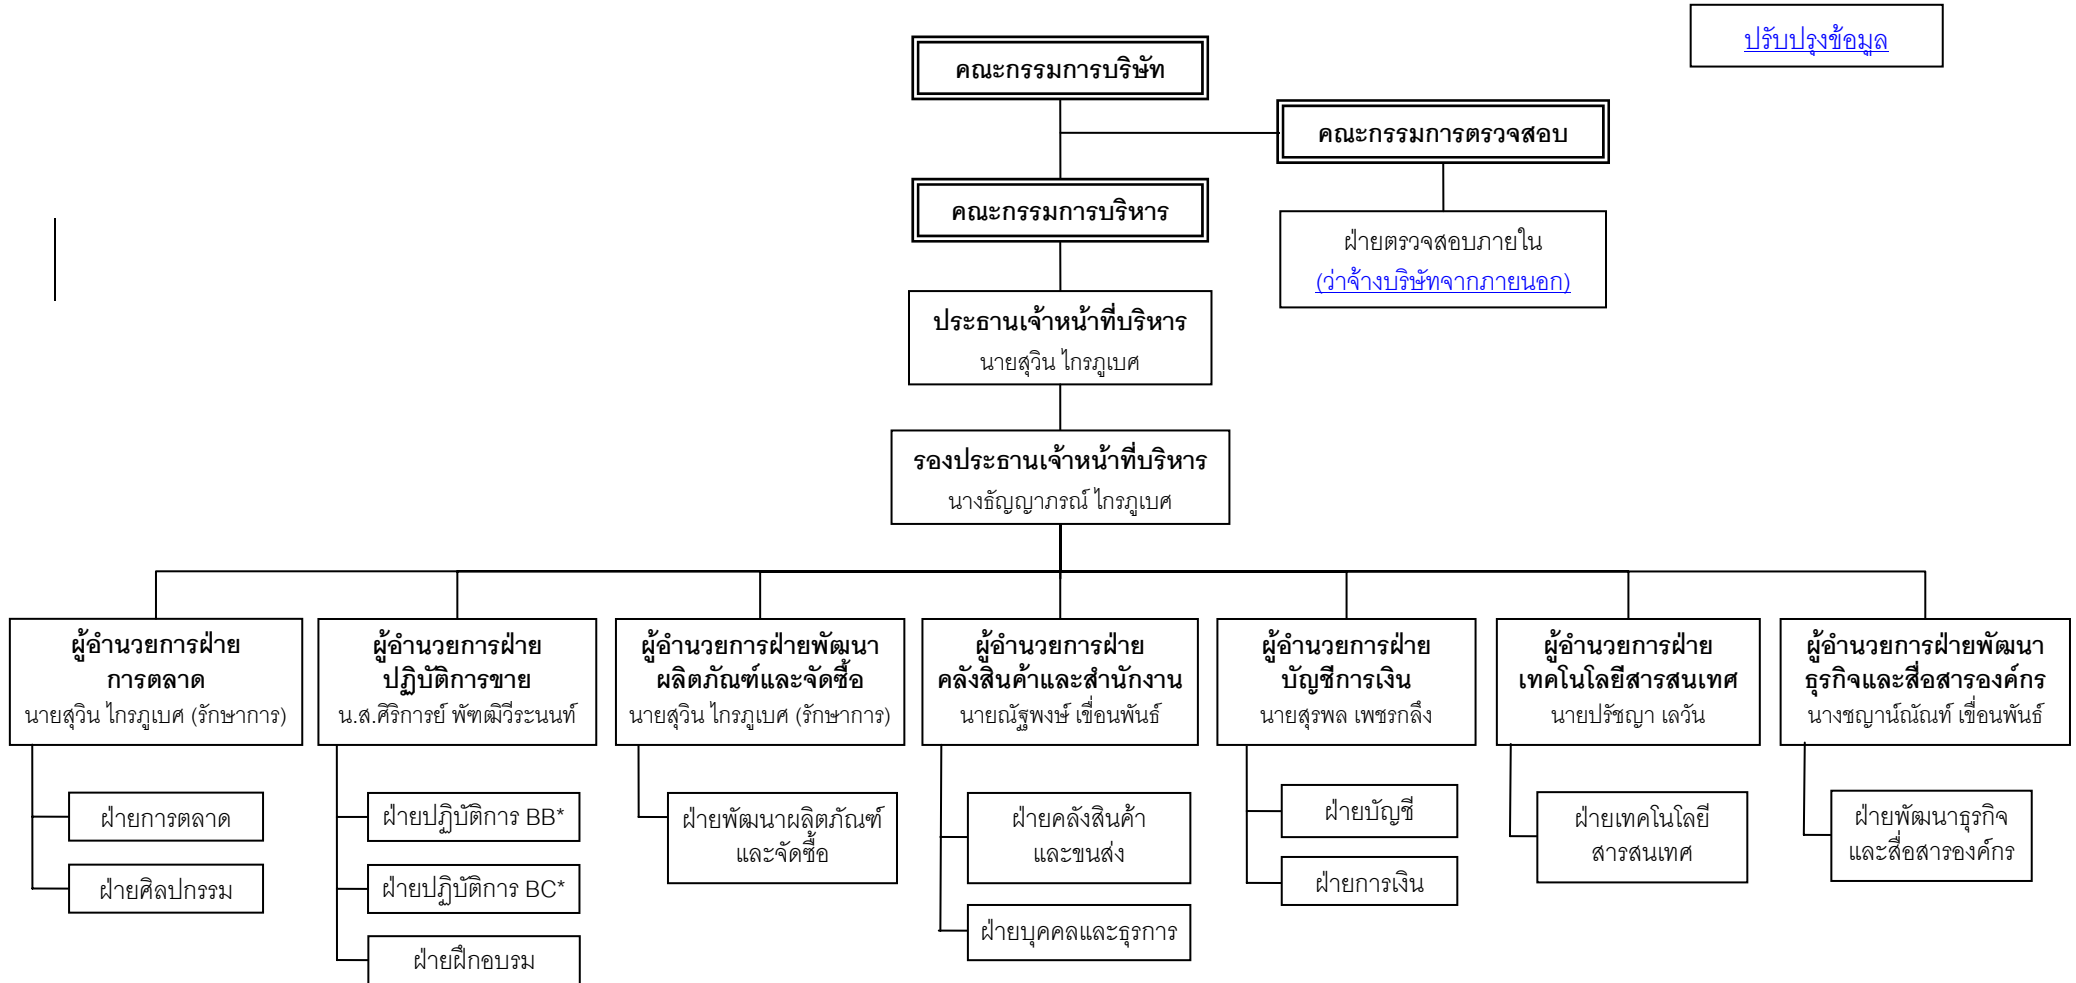 ปรับปรุงข้อมูล
คณะกรรมการบริษัท
คณะกรรมการตรวจสอบ
คณะกรรมการบริหาร
ฝ่ายตรวจสอบภายใน
(ว่าจ้างบริษัทจากภายนอก)
ประธานเจ้าหน้าที่บริหาร
นายสุวิน ไกรภูเบศ
รองประธานเจ้าหน้าที่บริหาร
นางธัญญาภรณ์ ไกรภูเบศ
ผู้อำนวยการฝ่าย
การตลาด
นายสุวิน ไกรภูเบศ (รักษาการ)
ฝ่ายการตลาด
ฝ่ายศิลปกรรม
ผู้อำนวยการฝ่าย
ปฏิบัติการขาย
น.ส.ศิริการย์ พัฑฒิวีระนนท์
ฝ่ายปฏิบัติการ BB*
ฝ่ายปฏิบัติการ BC*
ฝ่ายฝึกอบรม
ผู้อำนวยการฝ่ายพัฒนา
ผลิตภัณฑ์และจัดซื้อ
นายสุวิน ไกรภูเบศ (รักษาการ)
ฝ่ายพัฒนาผลิตภัณฑ์
และจัดซื้อ
ผู้อำนวยการฝ่าย
คลังสินค้าและสำนักงาน
นายณัฐพงษ์ เขื่อนพันธ์
ฝ่ายคลังสินค้า
และขนส่ง
ฝ่ายบุคคลและธุรการ
ผู้อำนวยการฝ่าย
บัญชีการเงิน
นายสุรพล เพชรกลึง
ฝ่ายบัญชี
ฝ่ายการเงิน
ผู้อำนวยการฝ่าย
เทคโนโลยีสารสนเทศ
นายปรัชญา เลวัน
ฝ่ายเทคโนโลยี
สารสนเทศ
ผู้อำนวยการฝ่ายพัฒนา
ธุรกิจและสื่อสารองค์กร
นางชญาน์ณัณท์ เขื่อนพันธ์
ฝ่ายพัฒนาธุรกิจ
และสื่อสารองค์กร